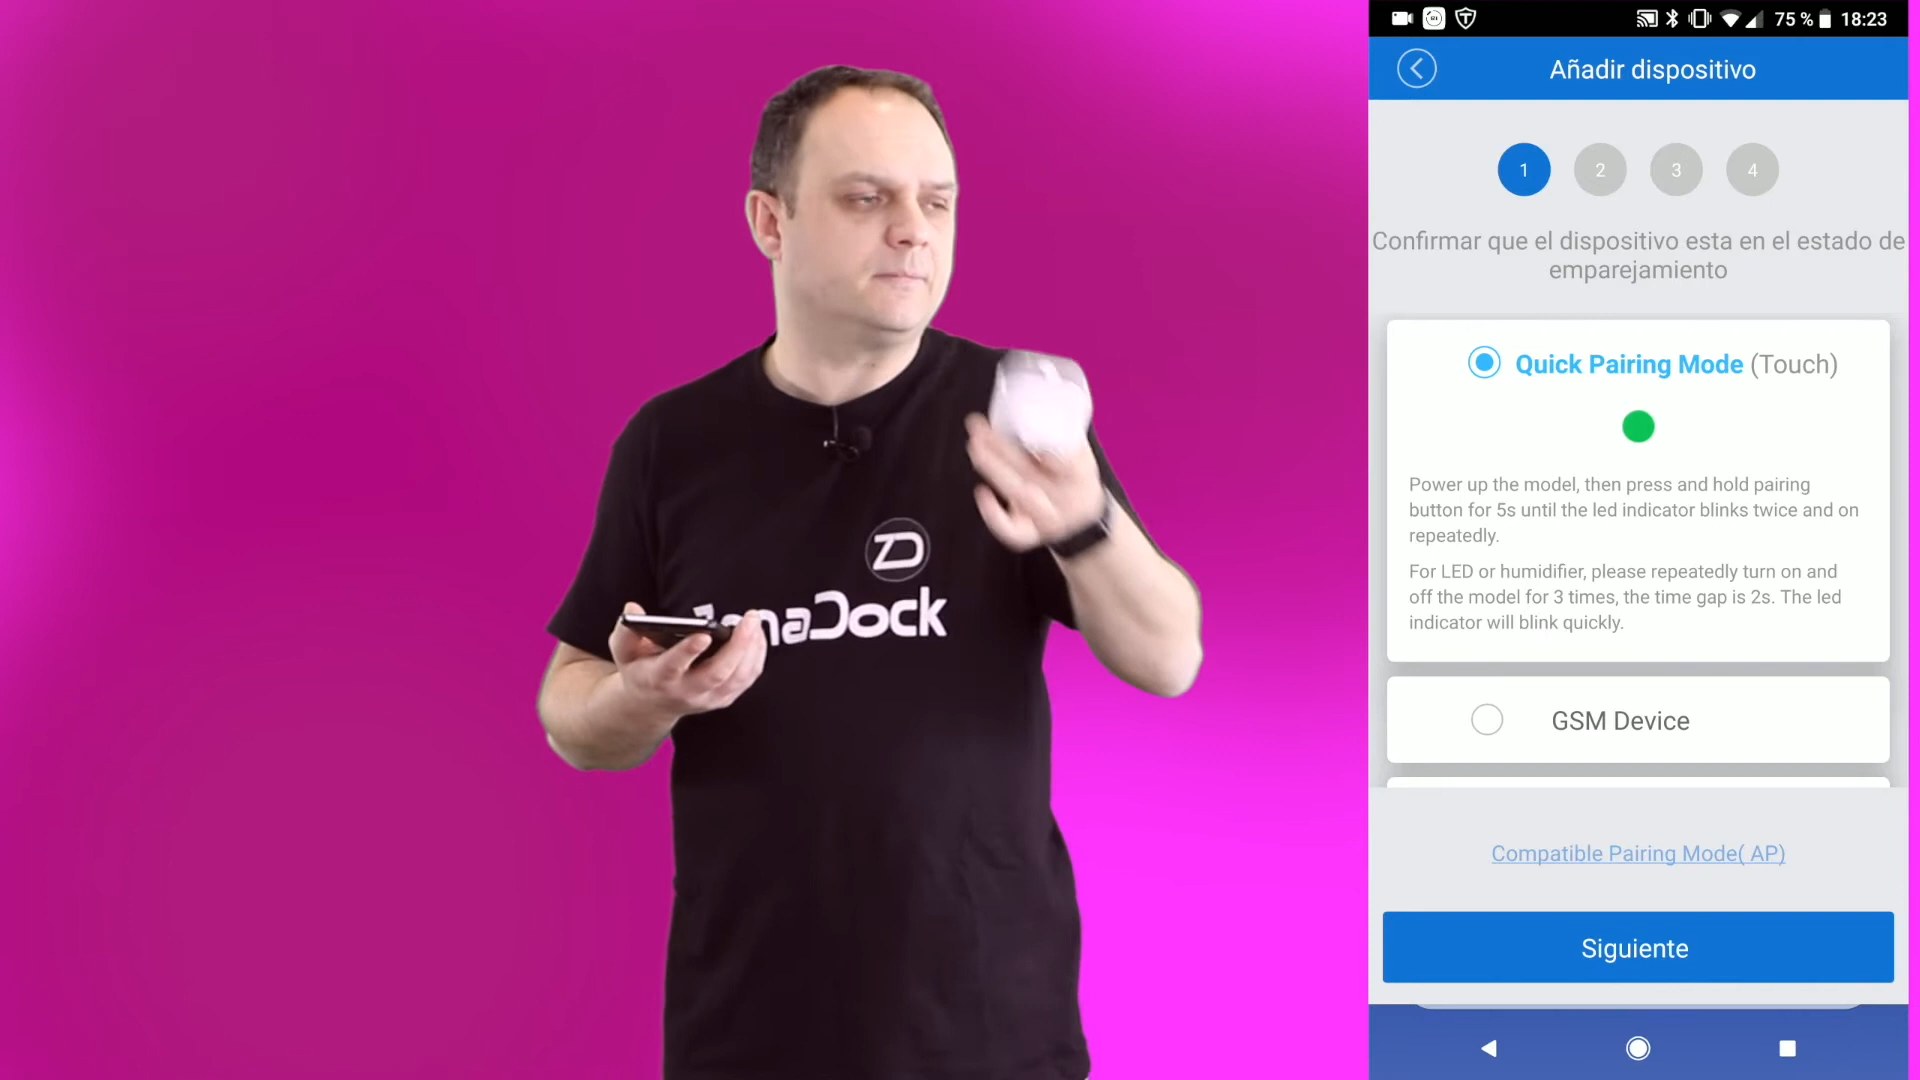 ZD
onaDock
75 % 18:23
Añadir dispositivo
1 2 3 4
Confirmar que el dispositivo esta en el estado de
emparejamiento
Quick Pairing Mode (Touch)
Power up the model, then press and hold pairing
button for 5s until the led indicator blinks twice and on
repeatedly.
For LED or humidifier, please repeatedly turn on and
off the model for 3 times, the time gap is 2s. The led
indicator will blink quickly.
GSM Device
Compatible Pairing Mode( AP)
Siguiente